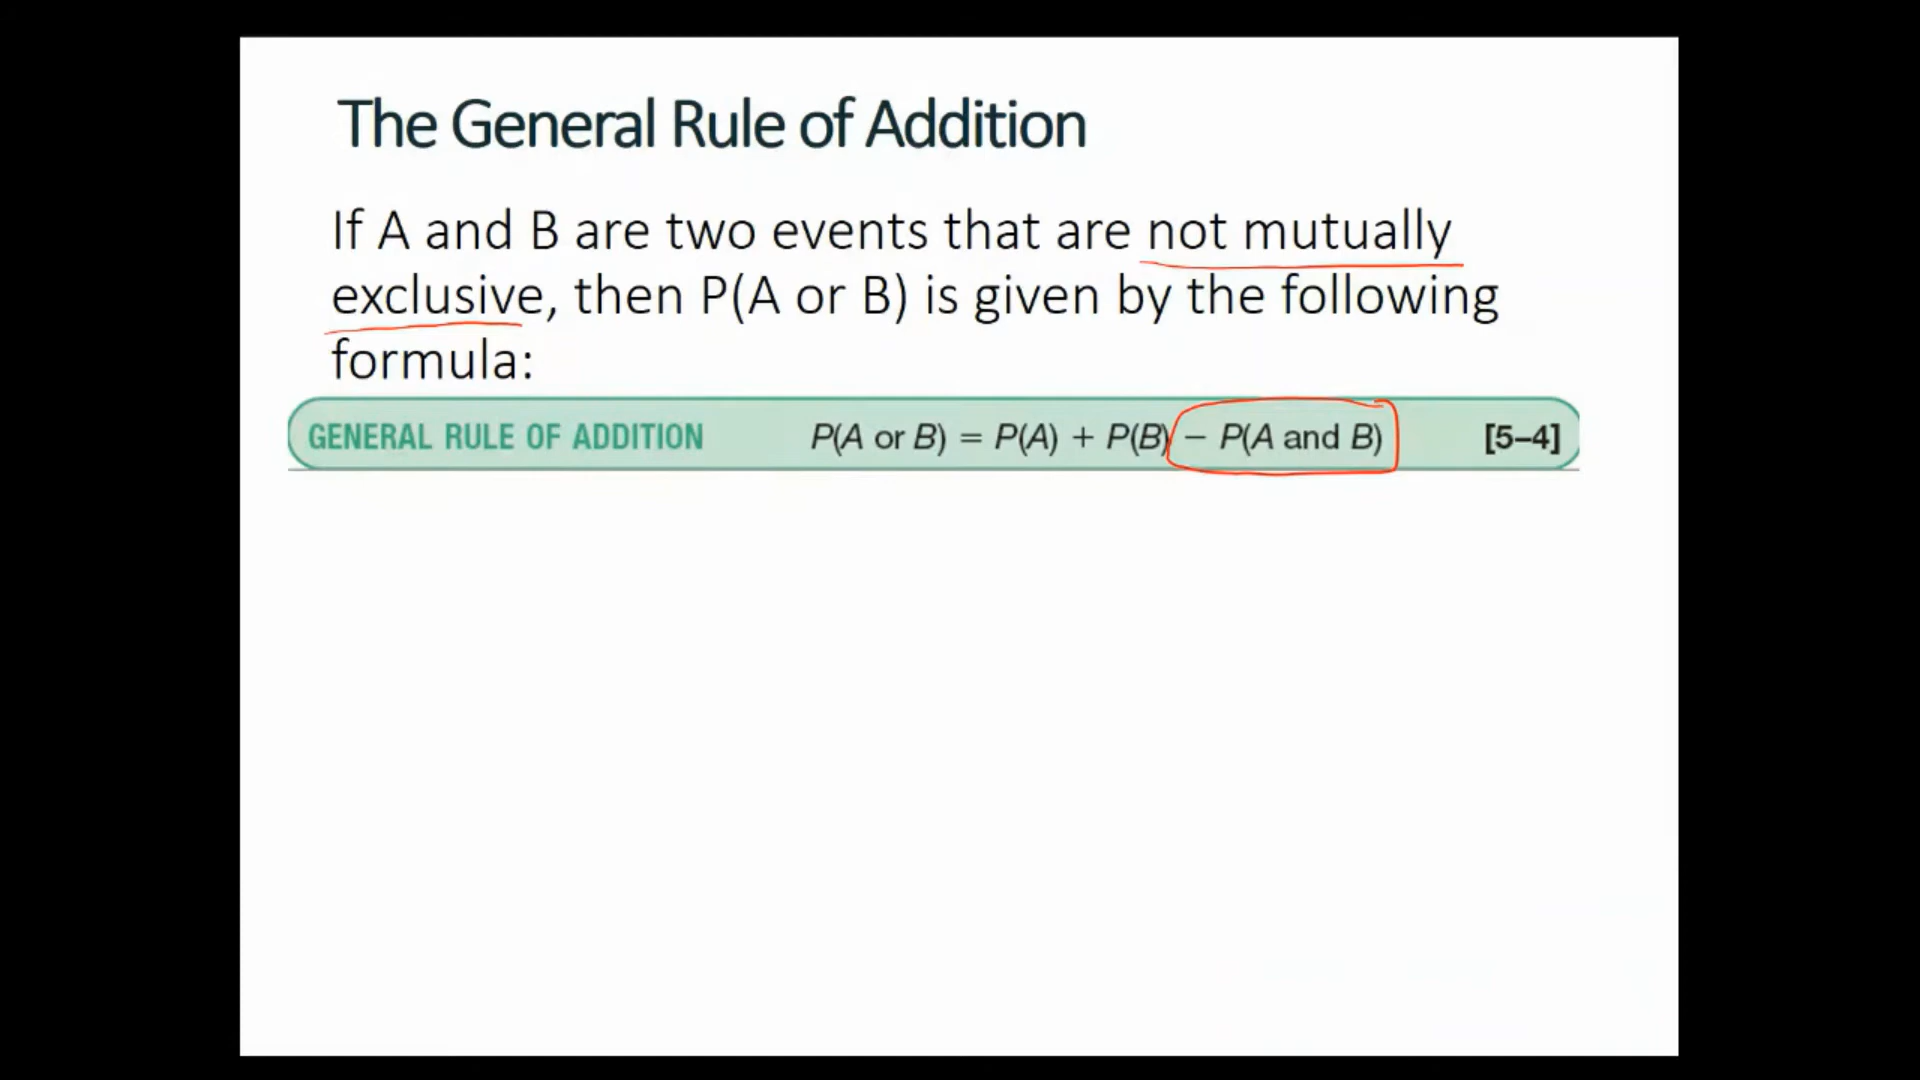 The General Rule of Addition
If A and B are two events that are not mutually
exclusive, then P(A or B) is given by the following
formula:
GENERAL RULE OF ADDITION P(A or B) = P(A) + P(B) − P(A and B) [5–4]